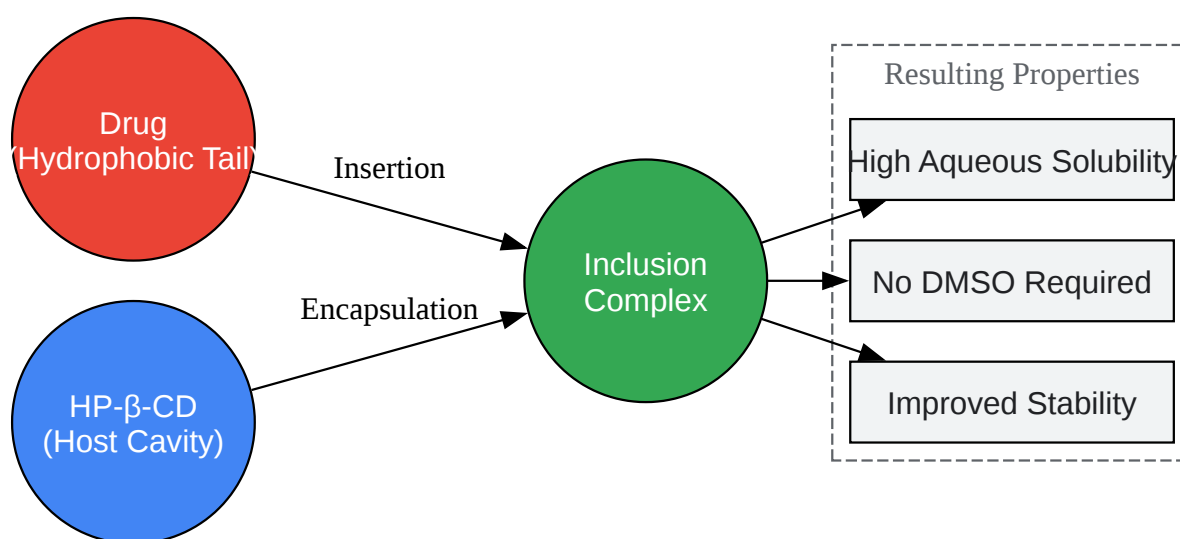 Drug
(Hydrophobic Tail)
Insertion
HP-β-CD
(Host Cavity)
Encapsulation
Inclusion
Complex
Resulting Properties
High Aqueous Solubility
No DMSO Required
Improved Stability